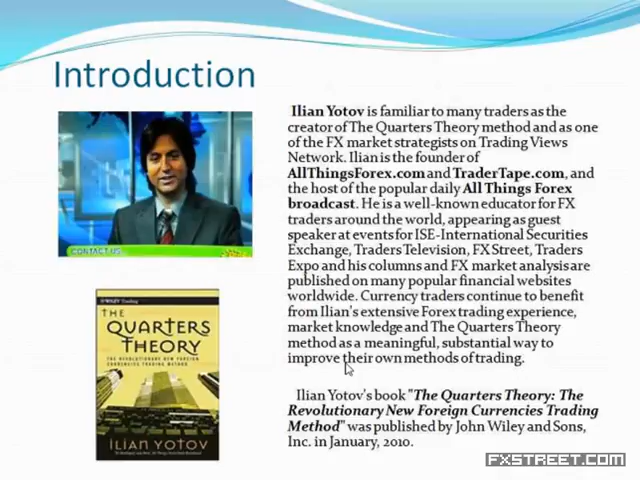 Introduction
Ilian Yotov is familiar to many traders as the
creator of The Quarters Theory method and as one
of the FX market strategists on Trading Views
Network. Ilian is the founder of
AllThingsForex.com and TraderTape.com, and
the host of the popular daily All Things Forex
broadcast. He is a well-known educator for FX
traders around the world, appearing as guest
speaker at events for ISE-International Securities
Exchange, Traders Television, FX Street, Traders
Expo and his columns and FX market analysis are
published on many popular financial websites
worldwide. Currency traders continue to benefit
from Ilian's extensive Forex trading experience,
market knowledge and The Quarters Theory
method as a meaningful, substantial way to
improve their own methods of trading.
Ilian Yotov's book "The Quarters Theory: The
Revolutionary New Foreign Currencies Trading
Method" was published by John Wiley and Sons,
Inc. in January, 2010.
CONTACT US
WILEY Trading
THE
QUARTERS
THEORY
THE REVOLUTIONARY NEW FOREIGN
CURRENCIES TRADING METHOD
ILIAN YOTOV
FXSTREET.COM